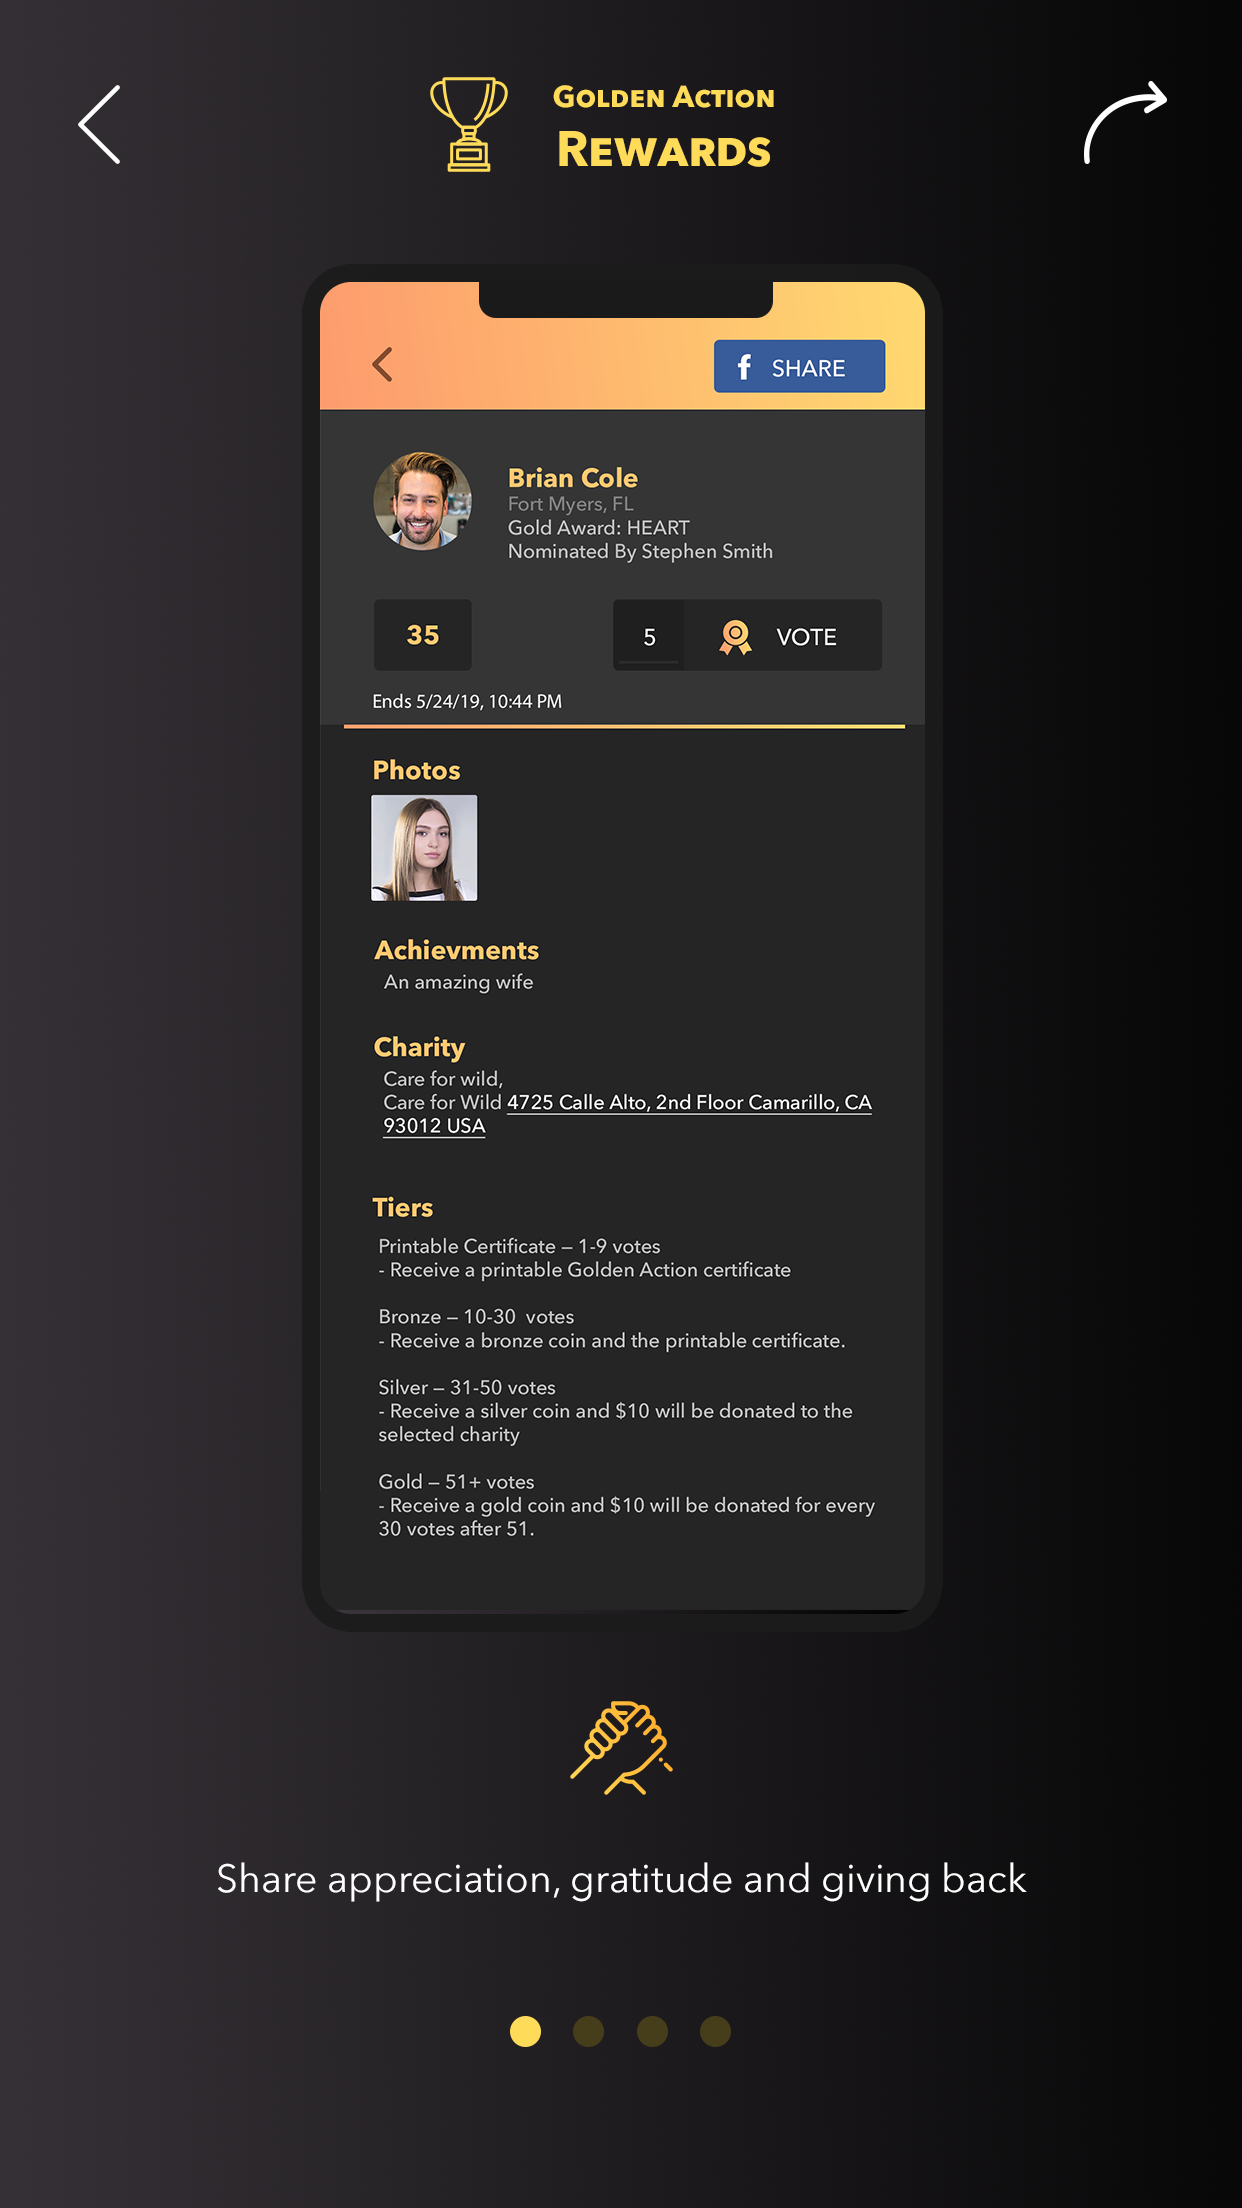 GOLDEN ACTION
REWARDS
f SHARE
Brian Cole
Fort Myers, FL
Gold Award: HEART
Nominated By Stephen Smith
35
5 VOTE
Ends 5/24/19, 10:44 PM
Photos
Achievments
An amazing wife
Charity
Care for wild,
Care for Wild 4725 Calle Alto, 2nd Floor Camarillo, CA
93012 USA
Tiers
Printable Certificate – 1-9 votes
- Receive a printable Golden Action certificate
Bronze – 10-30 votes
- Receive a bronze coin and the printable certificate.
Silver – 31-50 votes
- Receive a silver coin and $10 will be donated to the
selected charity
Gold – 51+ votes
- Receive a gold coin and $10 will be donated for every
30 votes after 51.
Share appreciation, gratitude and giving back